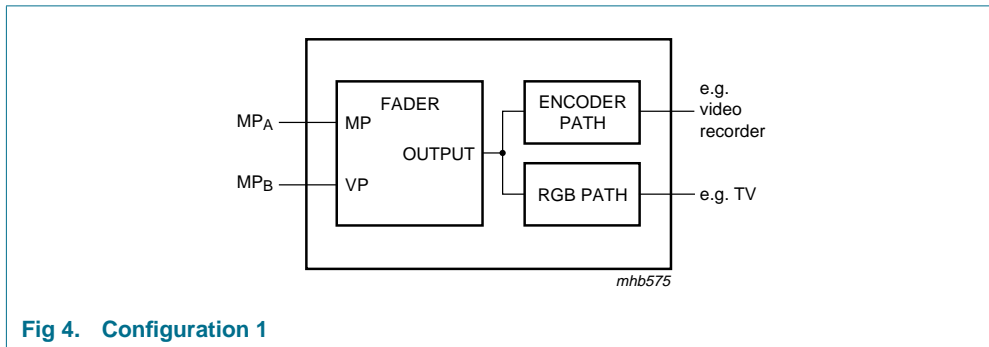 FADER
MPA
MP
MPB
VP
OUTPUT
ENCODER
PATH
RGB PATH
e.g.
video
recorder
e.g. TV
mhb575
Fig 4. Configuration 1